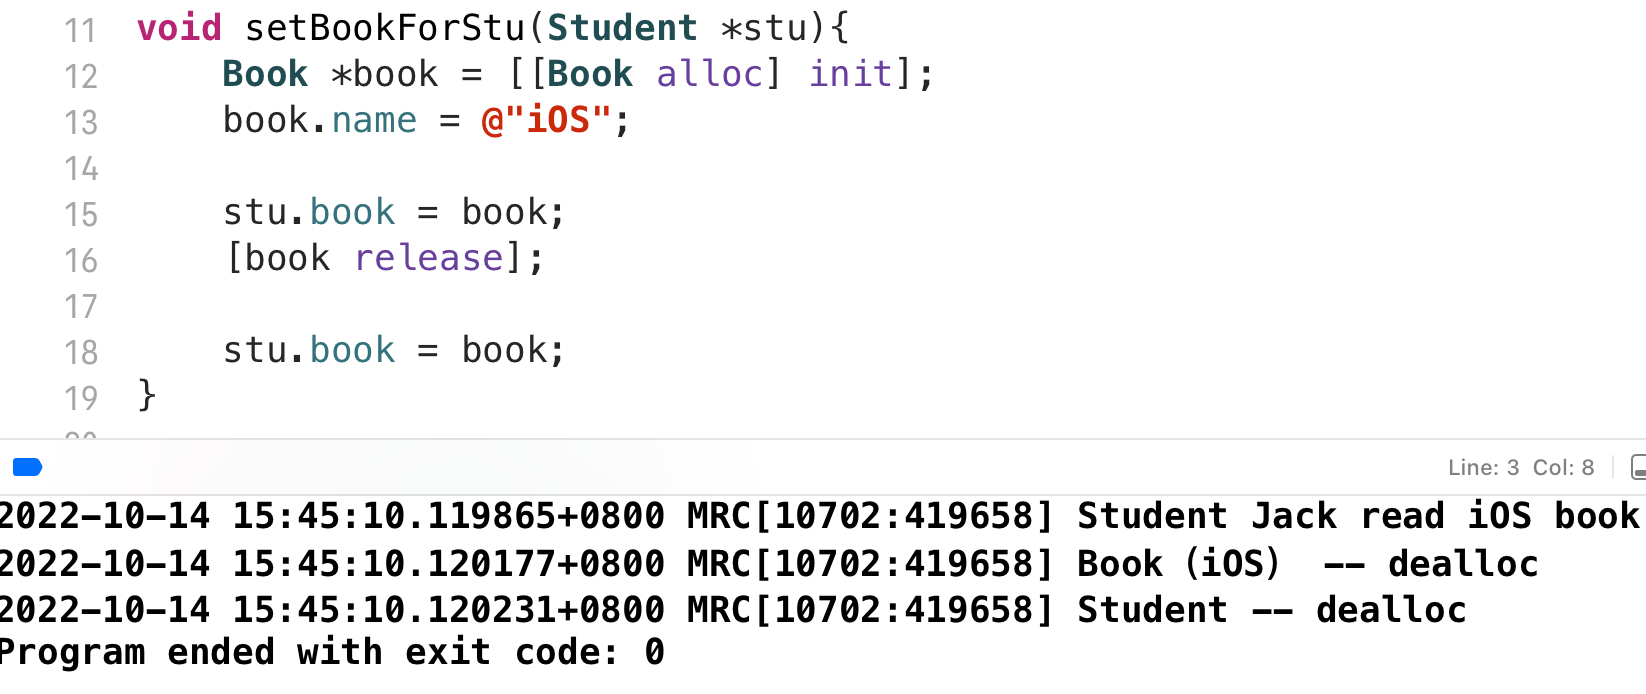 11 void setBookForStu(Student *stu){
12 Book *book = [[Book alloc] init];
13 book.name = @"iOS";
14
15 stu.book = book;
16 [book release];
17
18 stu.book = book;
19 }
Line: 3 Col: 8
2022-10-14 15:45:10.119865+0800 MRC[10702:419658] Student Jack read iOS book
2022-10-14 15:45:10.120177+0800 MRC[10702:419658] Book（iOS） -- dealloc
2022-10-14 15:45:10.120231+0800 MRC[10702:419658] Student -- dealloc
Program ended with exit code: 0